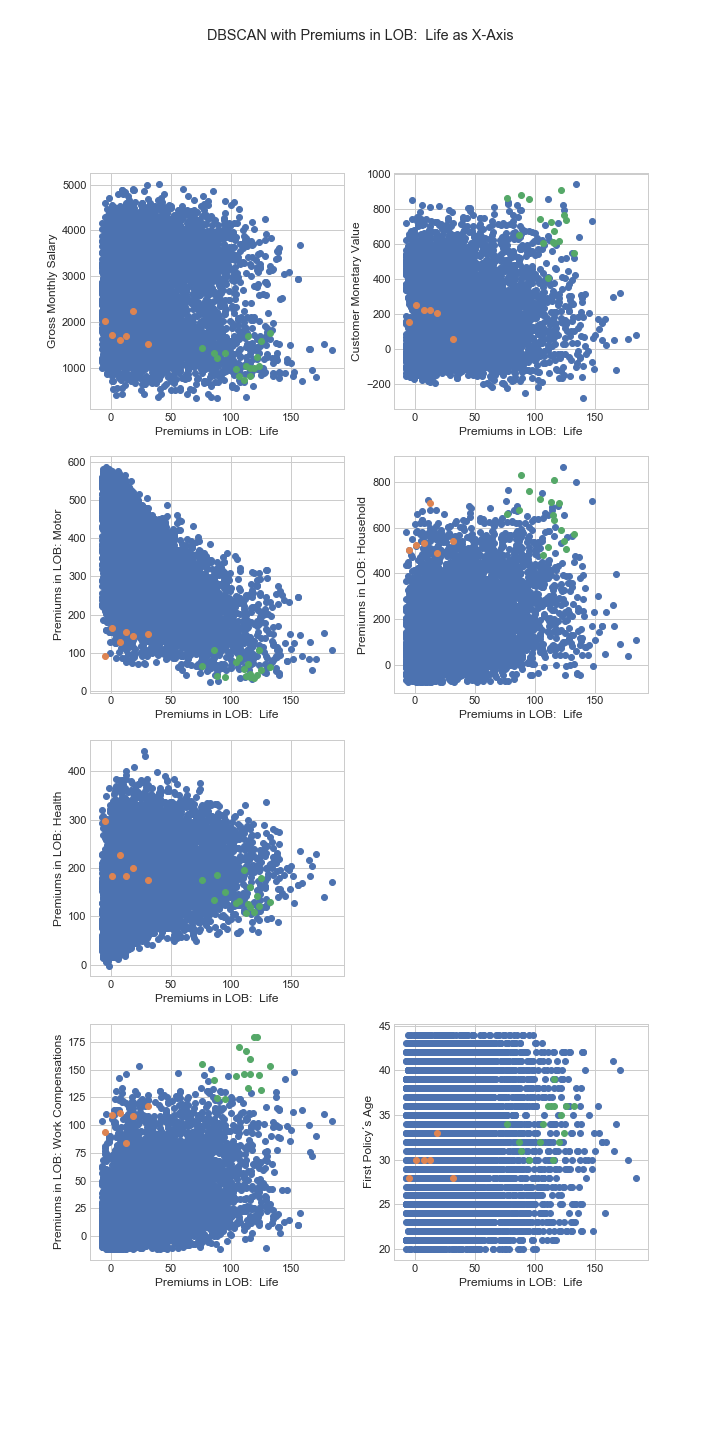 DBSCAN with Premiums in LOB:  Life as X-Axis
5000
4000
3000
2000
1000
Gross Monthly Salary
0 50 100 150
Premiums in LOB:  Life
1000
800
600
400
200
0
−200
Customer Monetary Value
0 50 100 150
Premiums in LOB:  Life
600
500
400
300
200
100
0
Premiums in LOB: Motor
0 50 100 150
Premiums in LOB:  Life
800
600
400
200
0
Premiums in LOB: Household
0 50 100 150
Premiums in LOB:  Life
400
300
200
100
0
Premiums in LOB: Health
0 50 100 150
Premiums in LOB:  Life
175
150
125
100
75
50
25
0
Premiums in LOB: Work Compensations
0 50 100 150
Premiums in LOB:  Life
45
40
35
30
25
20
First Policy´s Age
0 50 100 150
Premiums in LOB:  Life